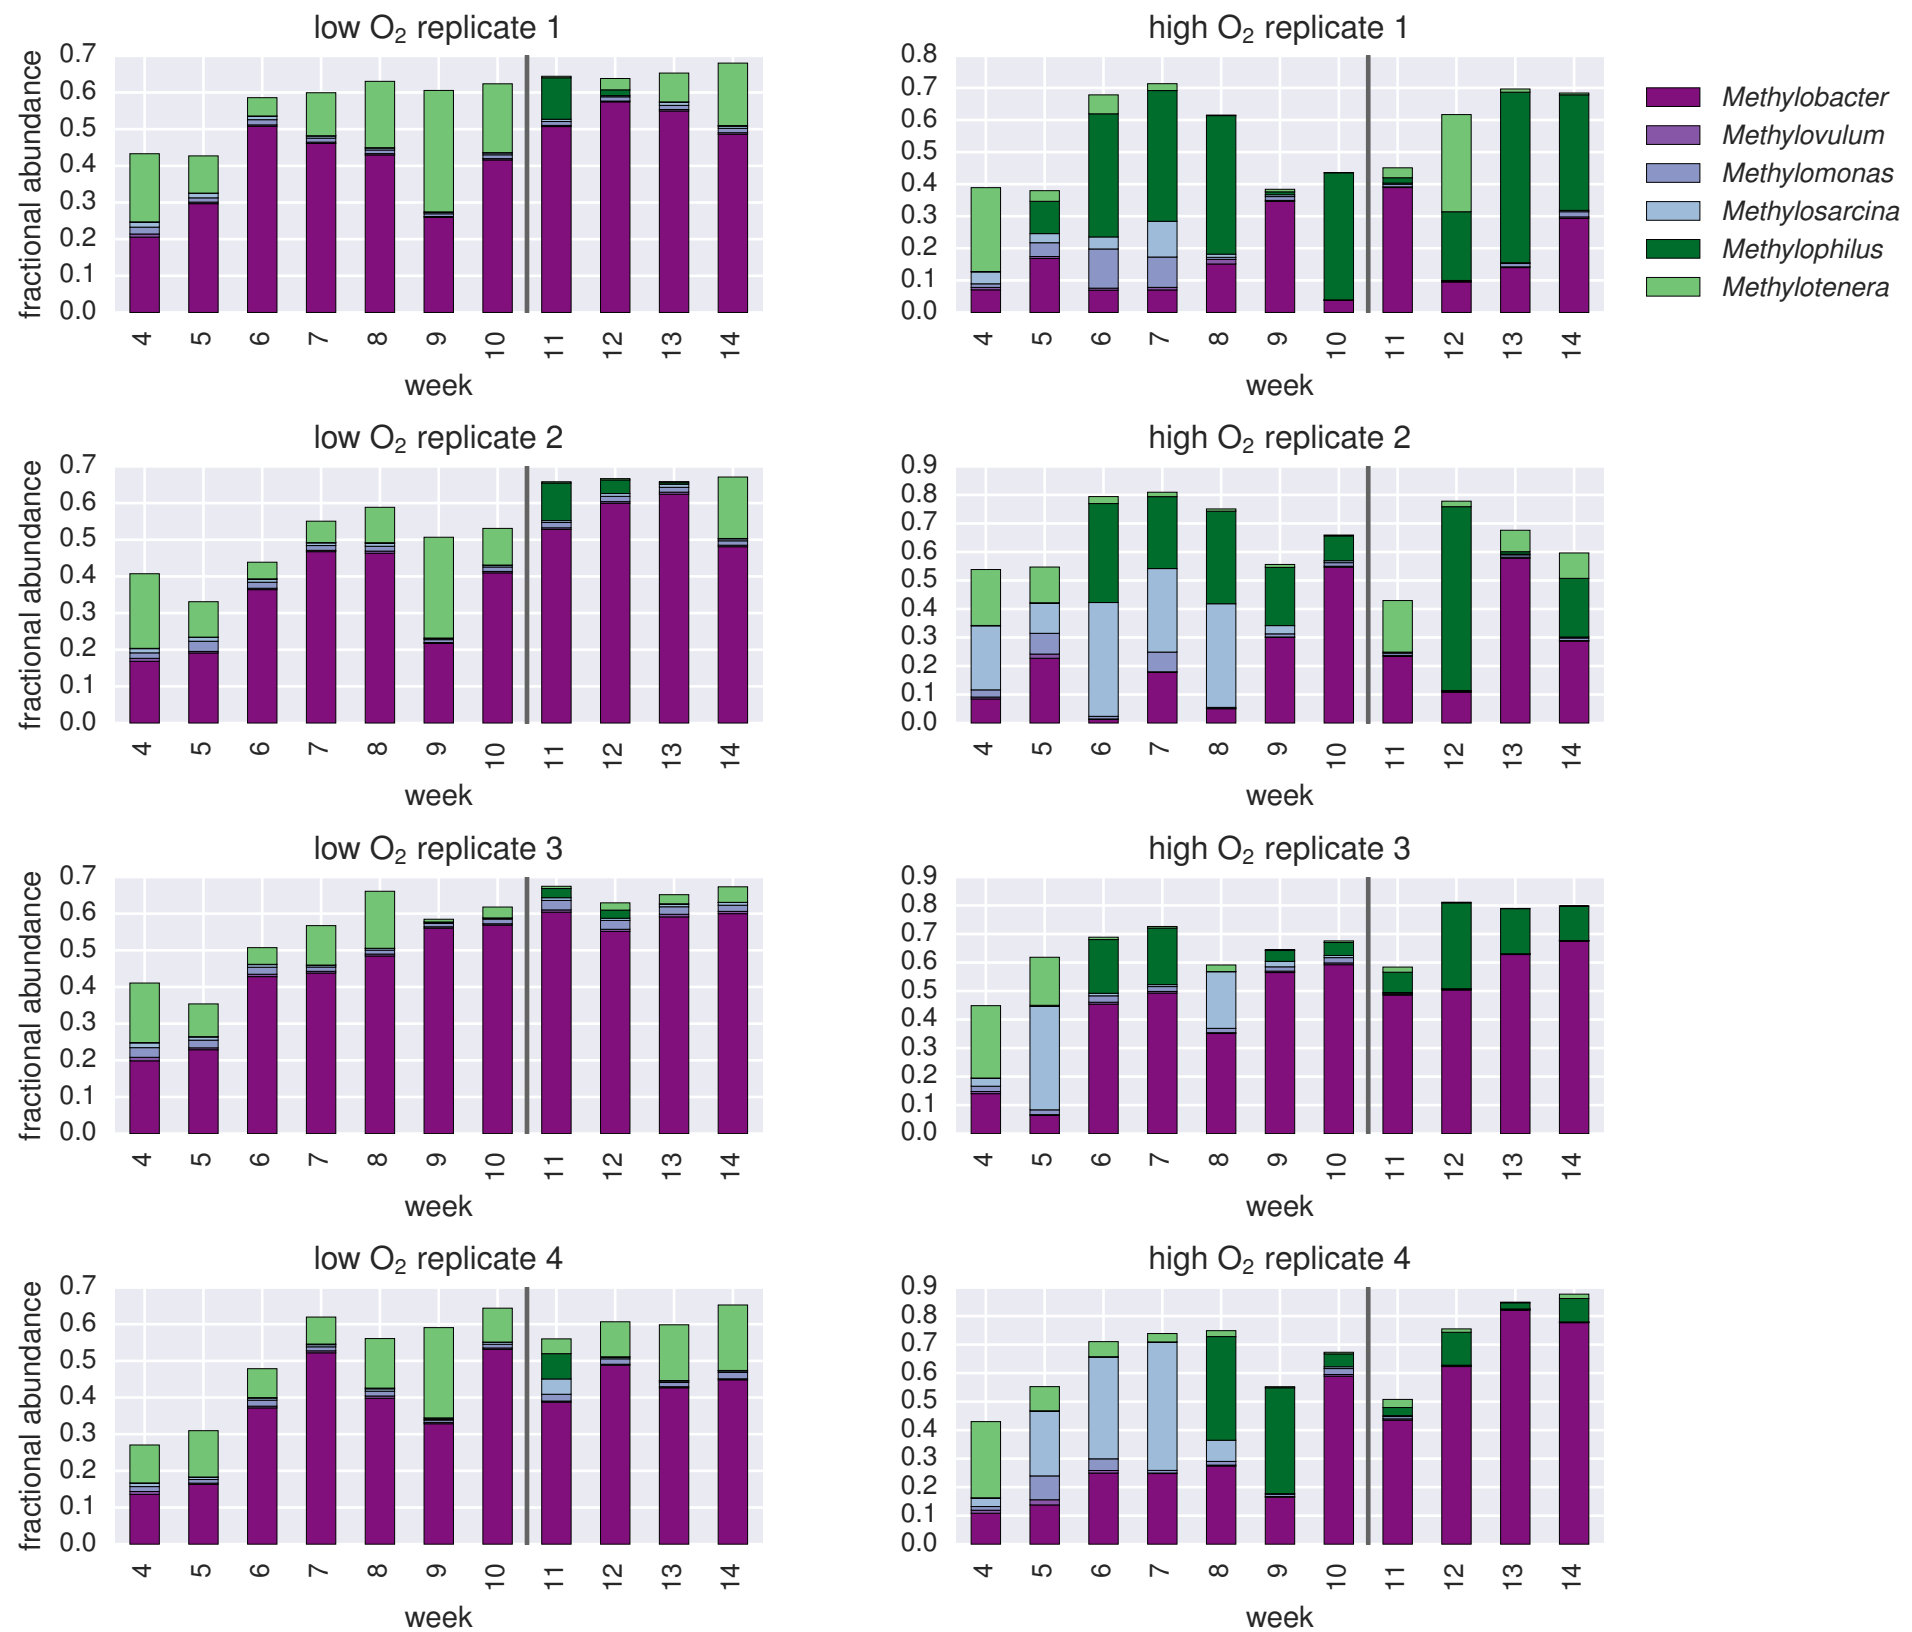 low O₂ replicate 1
fractional abundance
0.7
0.6
0.5
0.4
0.3
0.2
0.1
0.0
4 5 6 7 8 9 10 11 12 13 14
week
high O₂ replicate 1
0.8
0.7
0.6
0.5
0.4
0.3
0.2
0.1
0.0
4 5 6 7 8 9 10 11 12 13 14
week
Methylobacter
Methylovulum
Methylomonas
Methylosarcina
Methylophilus
Methylotenera
low O₂ replicate 2
fractional abundance
0.7
0.6
0.5
0.4
0.3
0.2
0.1
0.0
4 5 6 7 8 9 10 11 12 13 14
week
high O₂ replicate 2
0.9
0.8
0.7
0.6
0.5
0.4
0.3
0.2
0.1
0.0
4 5 6 7 8 9 10 11 12 13 14
week
low O₂ replicate 3
fractional abundance
0.7
0.6
0.5
0.4
0.3
0.2
0.1
0.0
4 5 6 7 8 9 10 11 12 13 14
week
high O₂ replicate 3
0.9
0.8
0.7
0.6
0.5
0.4
0.3
0.2
0.1
0.0
4 5 6 7 8 9 10 11 12 13 14
week
low O₂ replicate 4
fractional abundance
0.7
0.6
0.5
0.4
0.3
0.2
0.1
0.0
4 5 6 7 8 9 10 11 12 13 14
week
high O₂ replicate 4
0.9
0.8
0.7
0.6
0.5
0.4
0.3
0.2
0.1
0.0
4 5 6 7 8 9 10 11 12 13 14
week